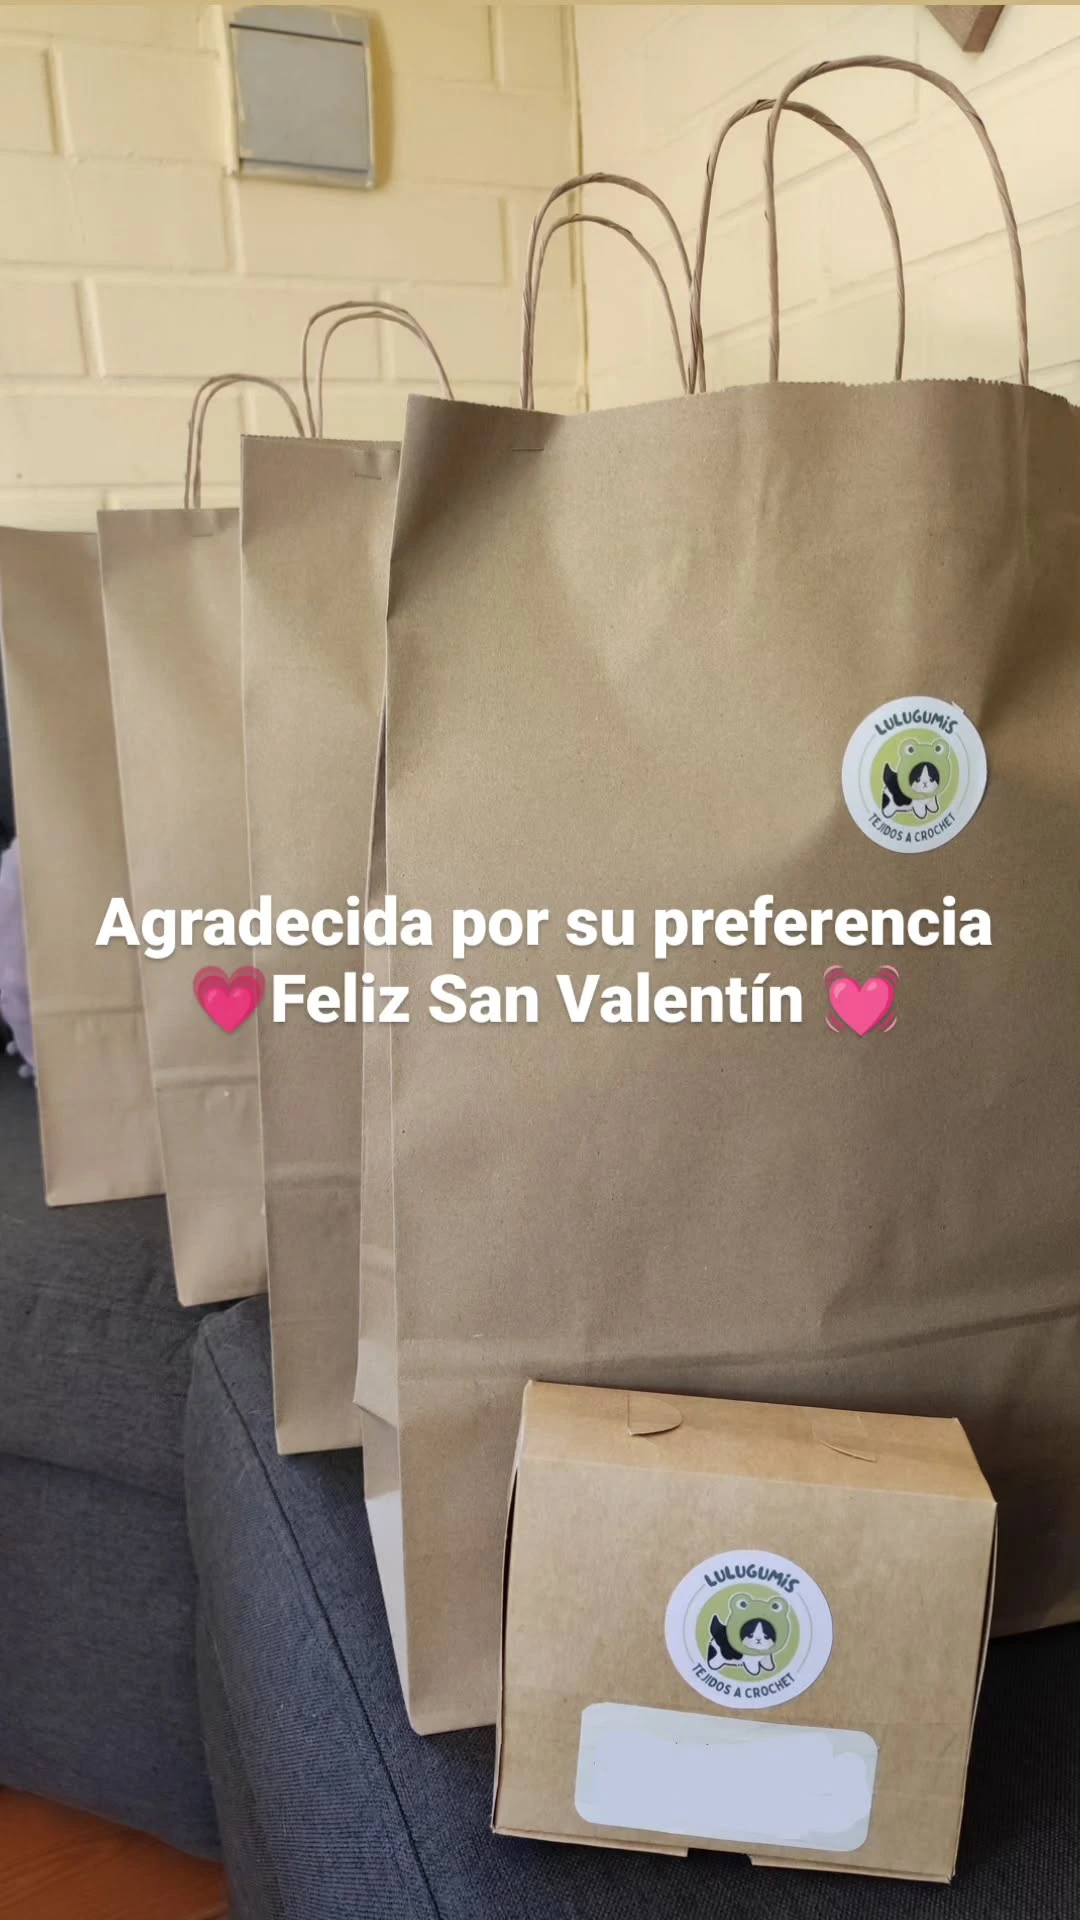 LULUGUMiS
TEJIDOS A CROCHET
Agradecida por su preferencia
💗Feliz San Valentín 💓
LULUGUMiS
TEJIDOS A CROCHET